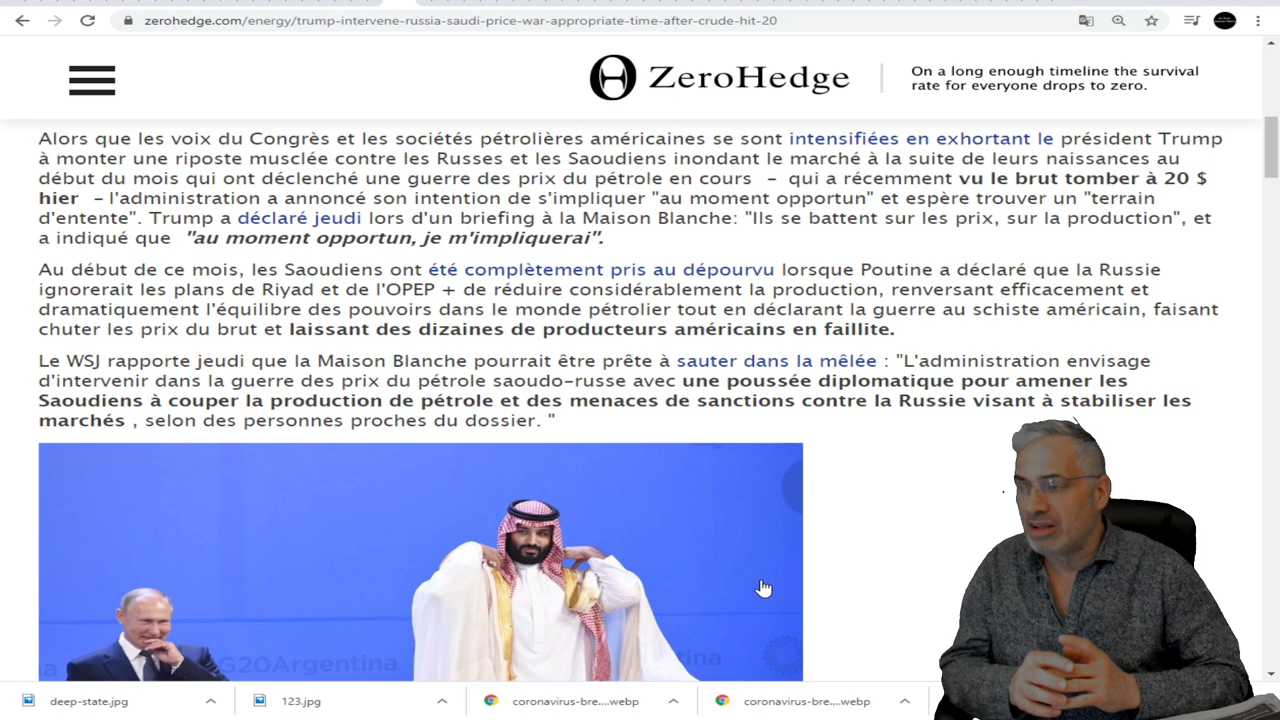 zerohedge.com/energy/trump-intervene-russia-saudi-price-war-appropriate-time-after-crude-hit-20
ZeroHedge
On a long enough timeline the survival
rate for everyone drops to zero.
Alors que les voix du Congrès et les sociétés pétrolières américaines se sont intensifiées en exhortant le président Trump
à monter une riposte musclée contre les Russes et les Saoudiens inondant le marché à la suite de leurs naissances au
début du mois qui ont déclenché une guerre des prix du pétrole en cours - qui a récemment vu le brut tomber à 20 $
hier - l'administration a annoncé son intention de s'impliquer "au moment opportun" et espère trouver un "terrain
d'entente". Trump a déclaré jeudi lors d'un briefing à la Maison Blanche: "Ils se battent sur les prix, sur la production", et
a indiqué que "au moment opportun, je m'impliquerai".
Au début de ce mois, les Saoudiens ont été complètement pris au dépourvu lorsque Poutine a déclaré que la Russie
ignorerait les plans de Riyad et de l'OPEP + de réduire considérablement la production, renversant efficacement et
dramatiquement l'équilibre des pouvoirs dans le monde pétrolier tout en déclarant la guerre au schiste américain, faisant
chuter les prix du brut et laissant des dizaines de producteurs américains en faillite.
Le WSJ rapporte jeudi que la Maison Blanche pourrait être prête à sauter dans la mêlée : "L'administration envisage
d'intervenir dans la guerre des prix du pétrole saoudo-russe avec une poussée diplomatique pour amener les
Saoudiens à couper la production de pétrole et des menaces de sanctions contre la Russie visant à stabiliser les
marchés , selon des personnes proches du dossier. "
G20Argentina
ina
deep-state.jpg
123.jpg
coronavirus-bre....webp
coronavirus-bre....webp